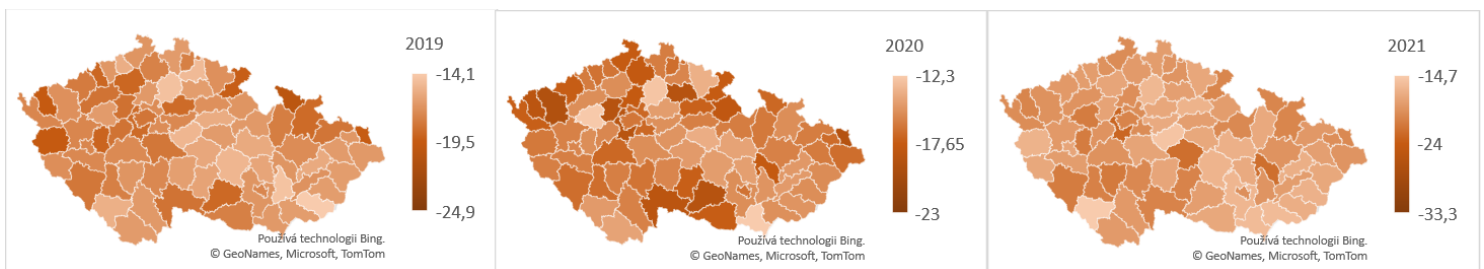 2019
-14,1
-19,5
-24,9
Používá technologii Bing.
© GeoNames, Microsoft, TomTom
2020
-12,3
-17,65
-23
Používá technologii Bing.
© GeoNames, Microsoft, TomTom
2021
-14,7
-24
-33,3
Používá technologii Bing.
© GeoNames, Microsoft, TomTom